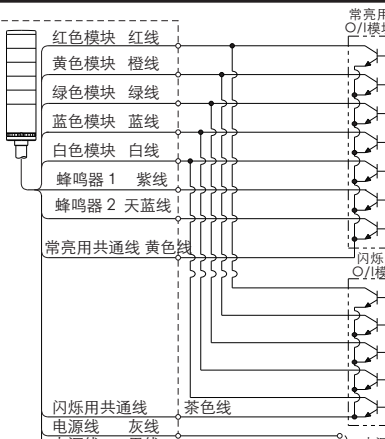 常亮用
O/I模块
红色模块 红线
黄色模块 橙线
绿色模块 绿线
蓝色模块 蓝线
白色模块 白线
蜂鸣器 1 紫线
蜂鸣器 2 天蓝线
常亮用共通线 黄色线
闪烁
O/I模
闪烁用共通线 茶色线
电源线 灰线